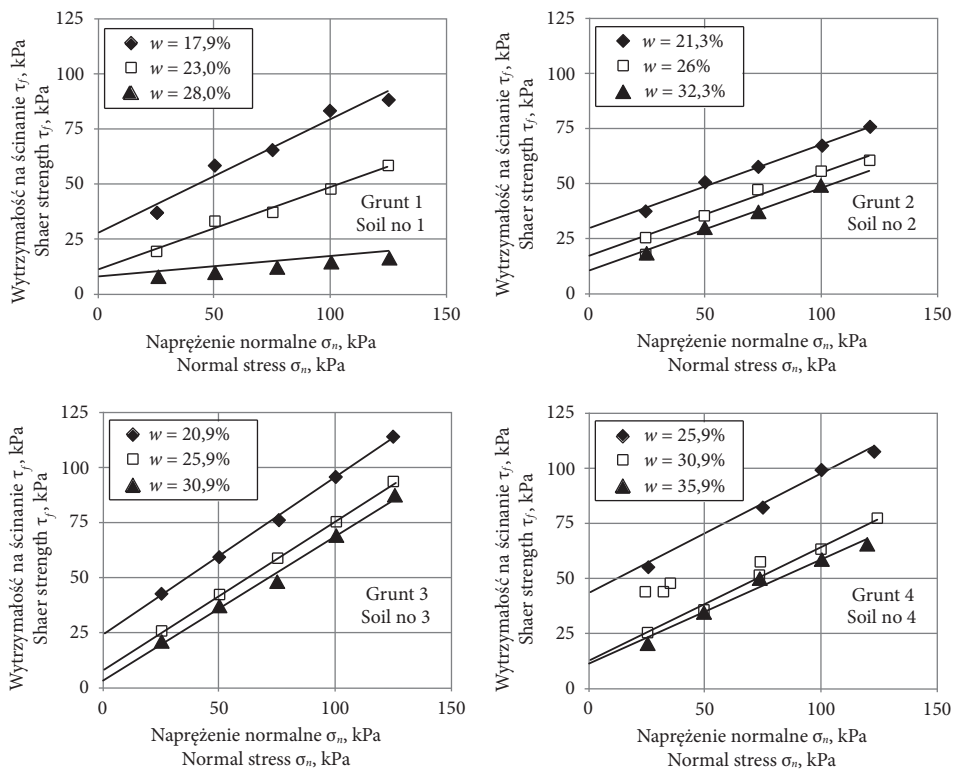 Wytrzymałość na ścinanie τf, kPa
Shaer strength τf, kPa
125
100
75
50
25
0
w = 17,9%
w = 23,0%
w = 28,0%
Grunt 1
Soil no 1
0 50 100 150
Naprężenie normalne σn, kPa
Normal stress σn, kPa
Wytrzymałość na ścinanie τf, kPa
Shaer strength τf, kPa
125
100
75
50
25
0
w = 21,3%
w = 26%
w = 32,3%
Grunt 2
Soil no 2
0 50 100 150
Naprężenie normalne σn, kPa
Normal stress σn, kPa
Wytrzymałość na ścinanie τf, kPa
Shaer strength τf, kPa
125
100
75
50
25
0
w = 20,9%
w = 25,9%
w = 30,9%
Grunt 3
Soil no 3
0 50 100 150
Naprężenie normalne σn, kPa
Normal stress σn, kPa
Wytrzymałość na ścinanie τf, kPa
Shaer strength τf, kPa
125
100
75
50
25
0
w = 25,9%
w = 30,9%
w = 35,9%
Grunt 4
Soil no 4
0 50 100 150
Naprężenie normalne σn, kPa
Normal stress σn, kPa